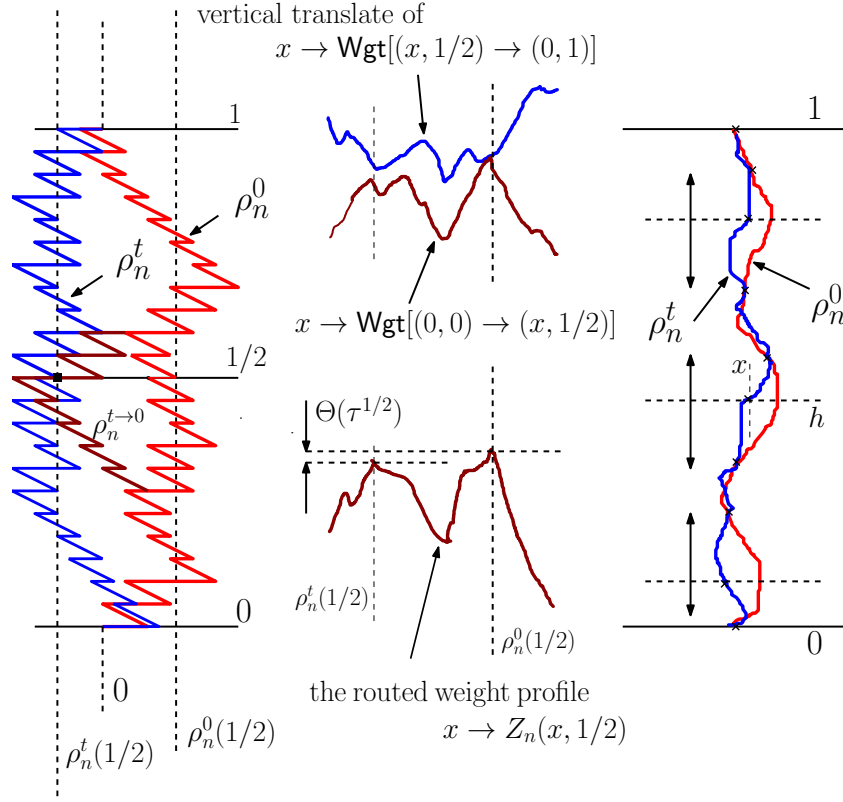 vertical translate of
x → Wgt[(x, 1/2) → (0, 1)]
1
ρ_n^0
ρ_n^t
1/2
ρ_n^{t→0}
0
0
ρ_n^t(1/2)
ρ_n^0(1/2)
x → Wgt[(0, 0) → (x, 1/2)]
Θ(τ^{1/2})
ρ_n^t(1/2)
ρ_n^0(1/2)
the routed weight profile
x → Z_n(x, 1/2)
1
ρ_n^t
ρ_n^0
x
h
0